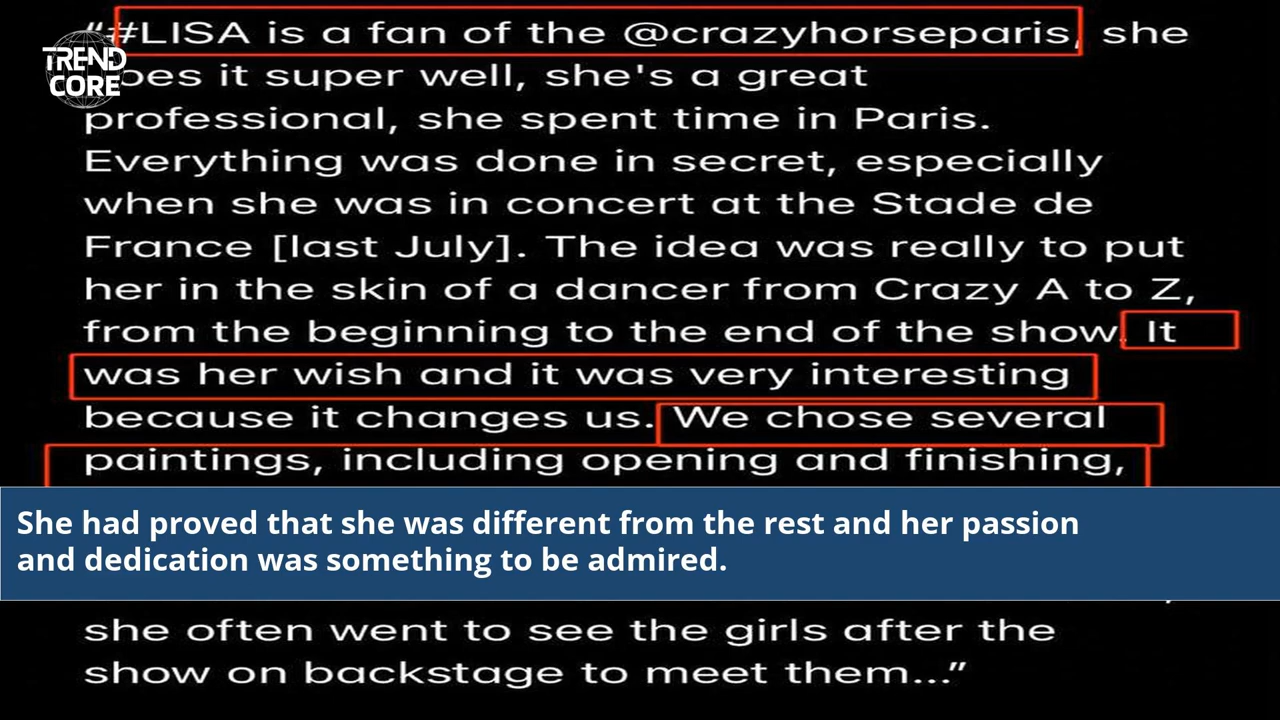 “#LISA is a fan of the @crazyhorseparis, she
TREND
CORE
oes it super well, she's a great
professional, she spent time in Paris.
Everything was done in secret, especially
when she was in concert at the Stade de
France [last July]. The idea was really to put
her in the skin of a dancer from Crazy A to Z,
from the beginning to the end of the show. It
was her wish and it was very interesting
because it changes us. We chose several
paintings, including opening and finishing,
She had proved that she was different from the rest and her passion
and dedication was something to be admired.
she often went to see the girls after the
show on backstage to meet them...”